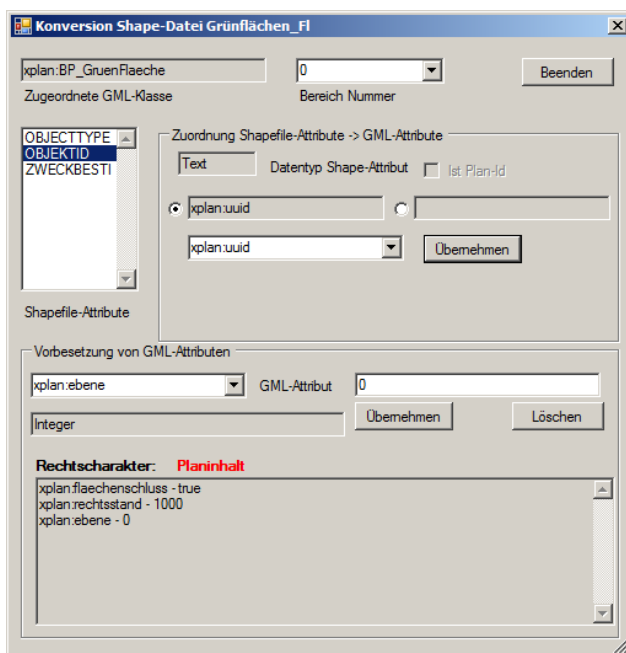 Konversion Shape-Datei Grünflächen_Fl
xplan:BP_GruenFlaeche
0
Beenden
Zugeordnete GML-Klasse
Bereich Nummer
OBJECTTYPE
OBJEKTID
ZWECKBESTI
Shapefile-Attribute
Zuordnung Shapefile-Attribute -> GML-Attribute
Text
Datentyp Shape-Attribut
Ist Plan-Id
xplan:uuid
xplan:uuid
Übernehmen
Vorbesetzung von GML-Attributen
xplan:ebene
GML-Attribut
0
Integer
Übernehmen
Löschen
Rechtscharakter: Planinhalt
xplan:flaechenschluss - true
xplan:rechtsstand - 1000
xplan:ebene - 0